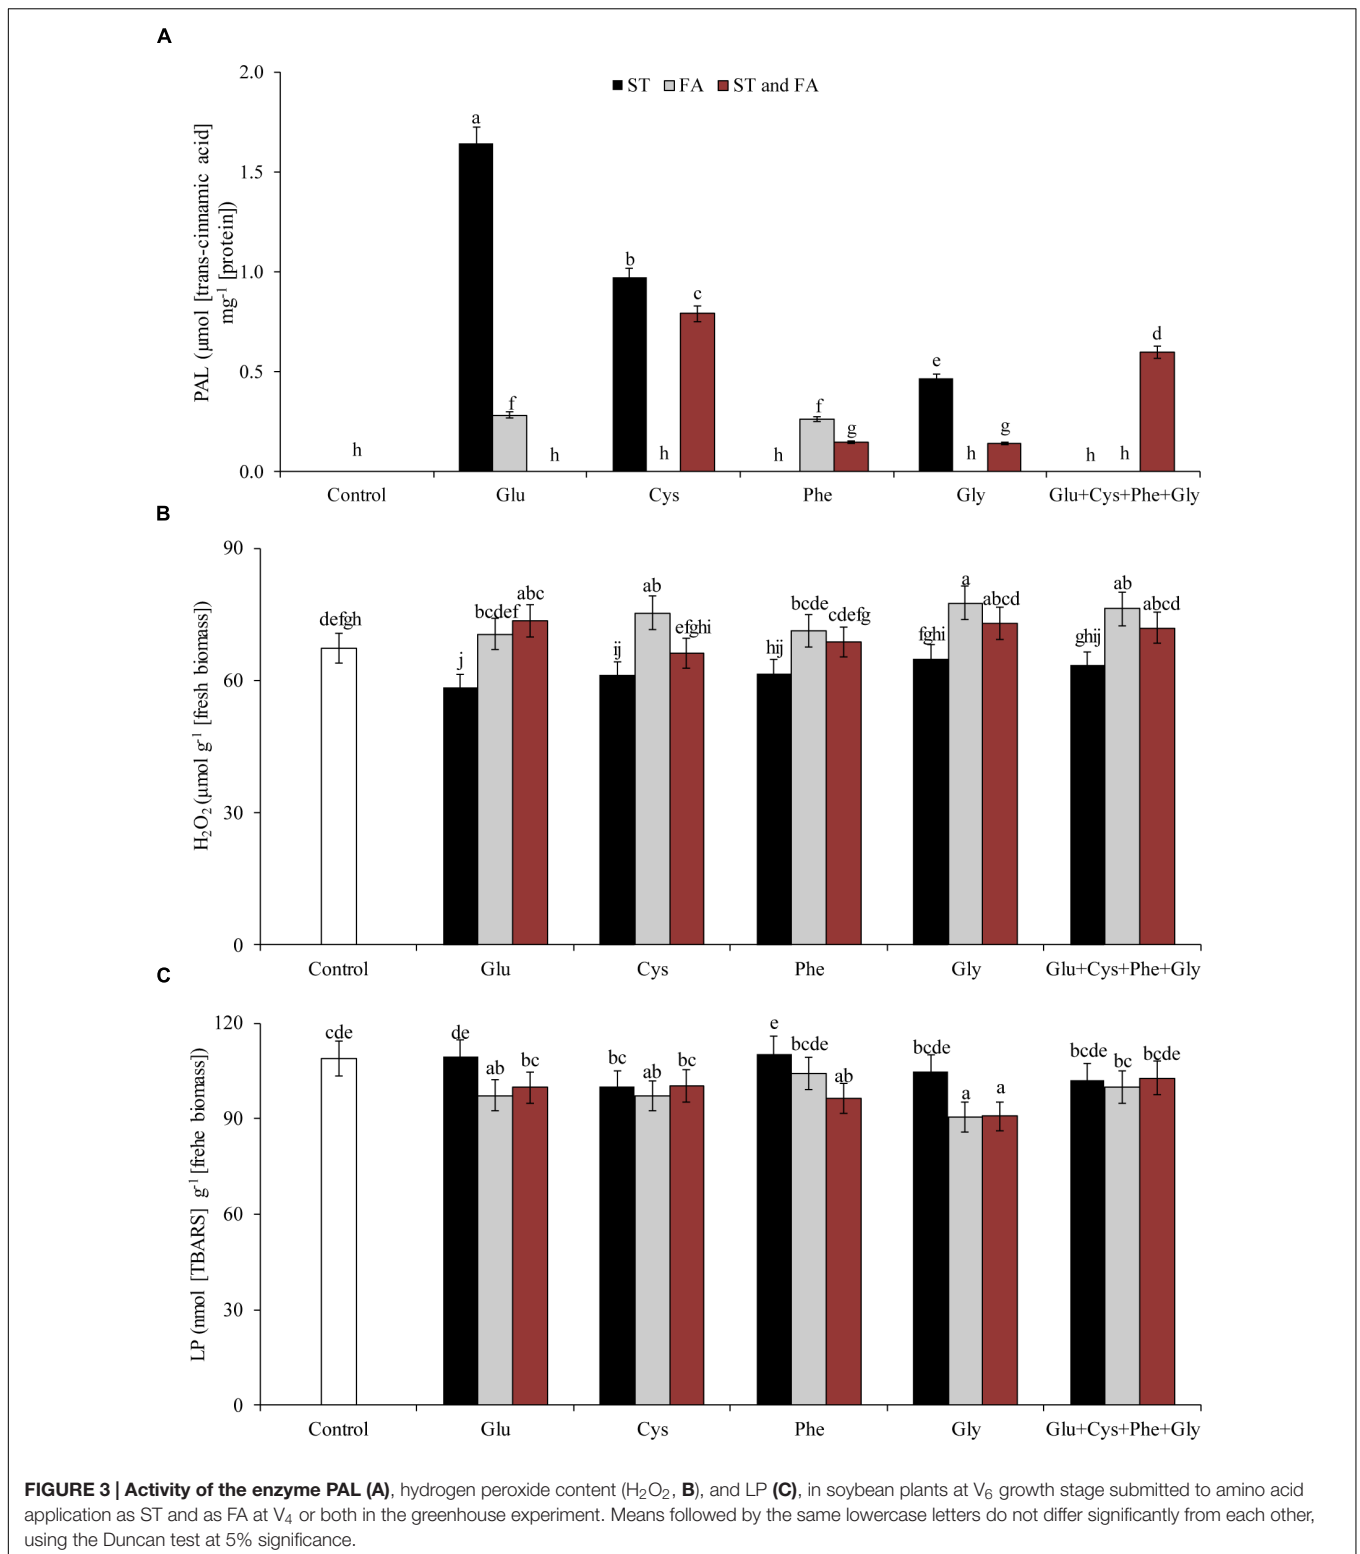 A
2.0
ST FA ST and FA
a
1.5
b
1.0
c
d
0.5
e
f
f
g
g
h
h
h
h
h
h
h
0.0
PAL (µmol [trans-cinnamic acid]
mg⁻¹ [protein])
Control Glu Cys Phe Gly Glu+Cys+Phe+Gly
B
90
defgh
j
bcdef
abc
ij
ab
efghi
hij
bcde
cdefg
fghi
a
abcd
ghij
ab
abcd
60
30
0
H₂O₂ (µmol g⁻¹ [fresh biomass])
Control Glu Cys Phe Gly Glu+Cys+Phe+Gly
C
120
cde
de
ab
bc
bc
ab
bc
e
bcde
ab
bcde
a
a
bcde
bc
bcde
90
60
30
0
LP (nmol [TBARS] g⁻¹ [frehe biomass])
Control Glu Cys Phe Gly Glu+Cys+Phe+Gly
FIGURE 3 | Activity of the enzyme PAL (A), hydrogen peroxide content (H₂O₂, B), and LP (C), in soybean plants at V₆ growth stage submitted to amino acid
application as ST and as FA at V₄ or both in the greenhouse experiment. Means followed by the same lowercase letters do not differ significantly from each other,
using the Duncan test at 5% significance.